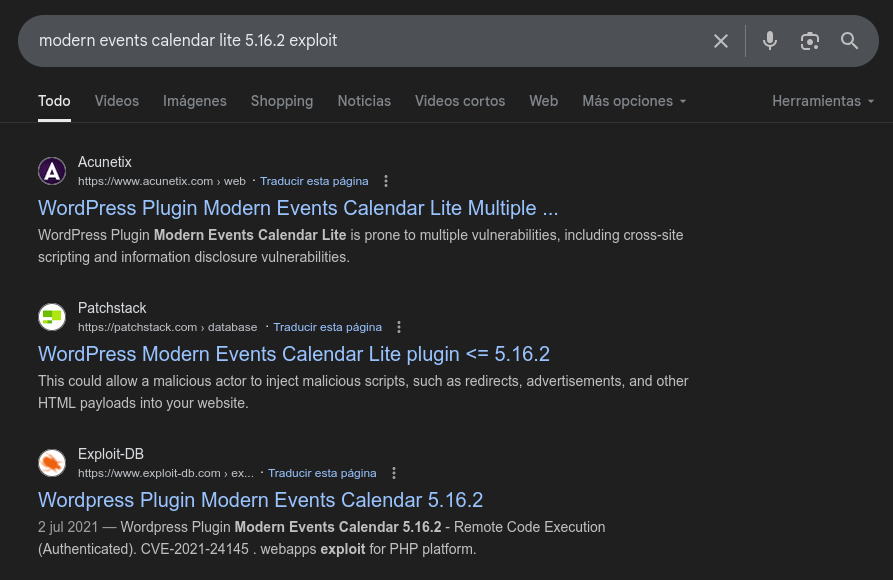 modern events calendar lite 5.16.2 exploit
Todo Videos Imágenes Shopping Noticias Videos cortos Web Más opciones Herramientas
Acunetix
https://www.acunetix.com › web · Traducir esta página
WordPress Plugin Modern Events Calendar Lite Multiple ...
WordPress Plugin Modern Events Calendar Lite is prone to multiple vulnerabilities, including cross-site
scripting and information disclosure vulnerabilities.
Patchstack
https://patchstack.com › database · Traducir esta página
WordPress Modern Events Calendar Lite plugin <= 5.16.2
This could allow a malicious actor to inject malicious scripts, such as redirects, advertisements, and other
HTML payloads into your website.
Exploit-DB
https://www.exploit-db.com › ex... · Traducir esta página
Wordpress Plugin Modern Events Calendar 5.16.2
2 jul 2021 — Wordpress Plugin Modern Events Calendar 5.16.2 - Remote Code Execution
(Authenticated). CVE-2021-24145 . webapps exploit for PHP platform.